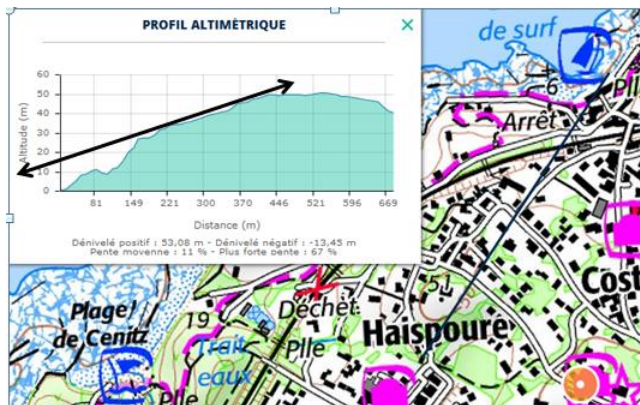 PROFIL ALTIMÉTRIQUE ×
Altitude (m)
60
50
40
30
20
10
0
81 149 221 300 370 446 521 596 669
Distance (m)
Dénivelé positif : 53,08 m - Dénivelé négatif : -13,45 m
Pente moyenne : 11 % - Plus forte pente : 67 %
de surf
6
Plle
Arrêt
Cost
51
Déchet.
Haispoure
19
Plle
Trait
eaux
Plage
de Cenitz
Plle